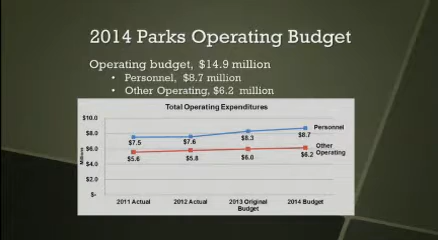 2014 Parks Operating Budget
Operating budget, $14.9 million
• Personnel, $8.7 million
• Other Operating, $6.2 million
Total Operating Expenditures
$10.0
$8.0
$6.0
$4.0
$2.0
$-
Millions
$7.5
$7.6
$8.3
$8.7
Personnel
$5.6
$5.8
$6.0
$6.2
Other
Operating
2011 Actual
2012 Actual
2013 Original
Budget
2014 Budget